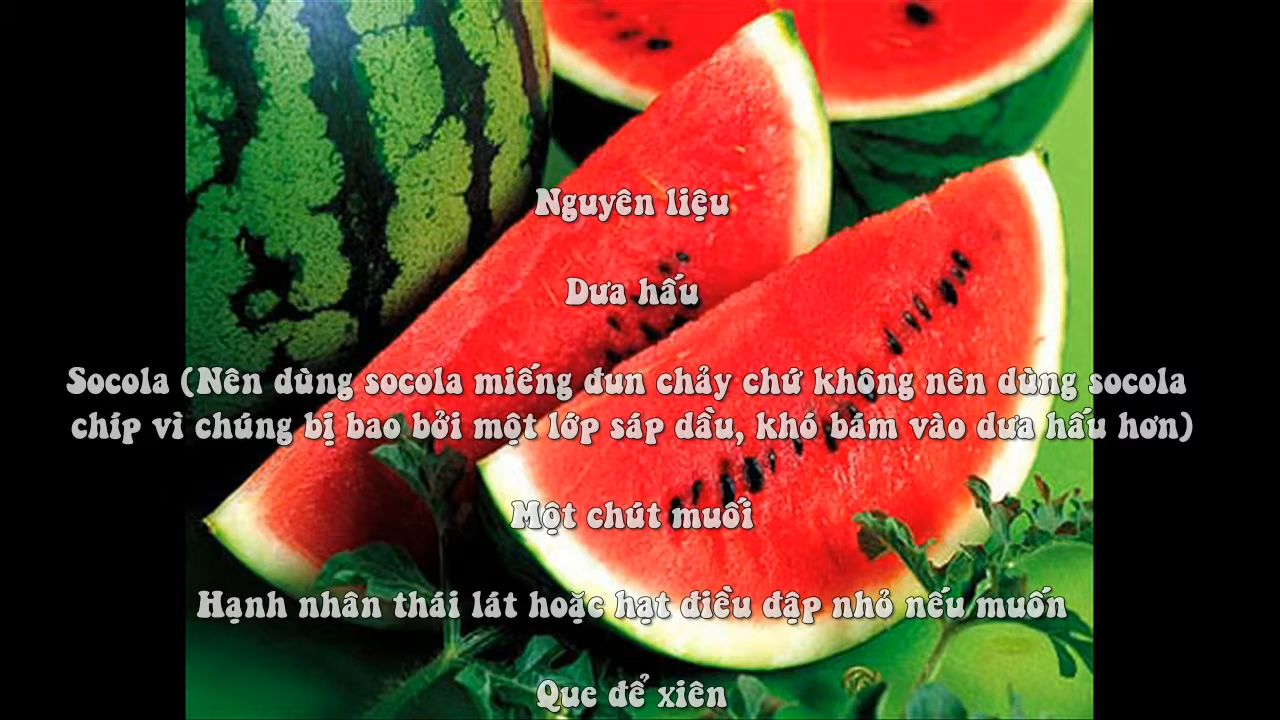 Nguyên liệu
Dưa hấu
Socola (Nên dùng socola miếng đun chảy chứ không nên dùng socola
chíp vì chúng bị bao bởi một lớp sáp dầu, khó bám vào dưa hấu hơn)
Một chút muối
Hạnh nhân thái lát hoặc hạt điều đập nhỏ nếu muốn
Que để xiên